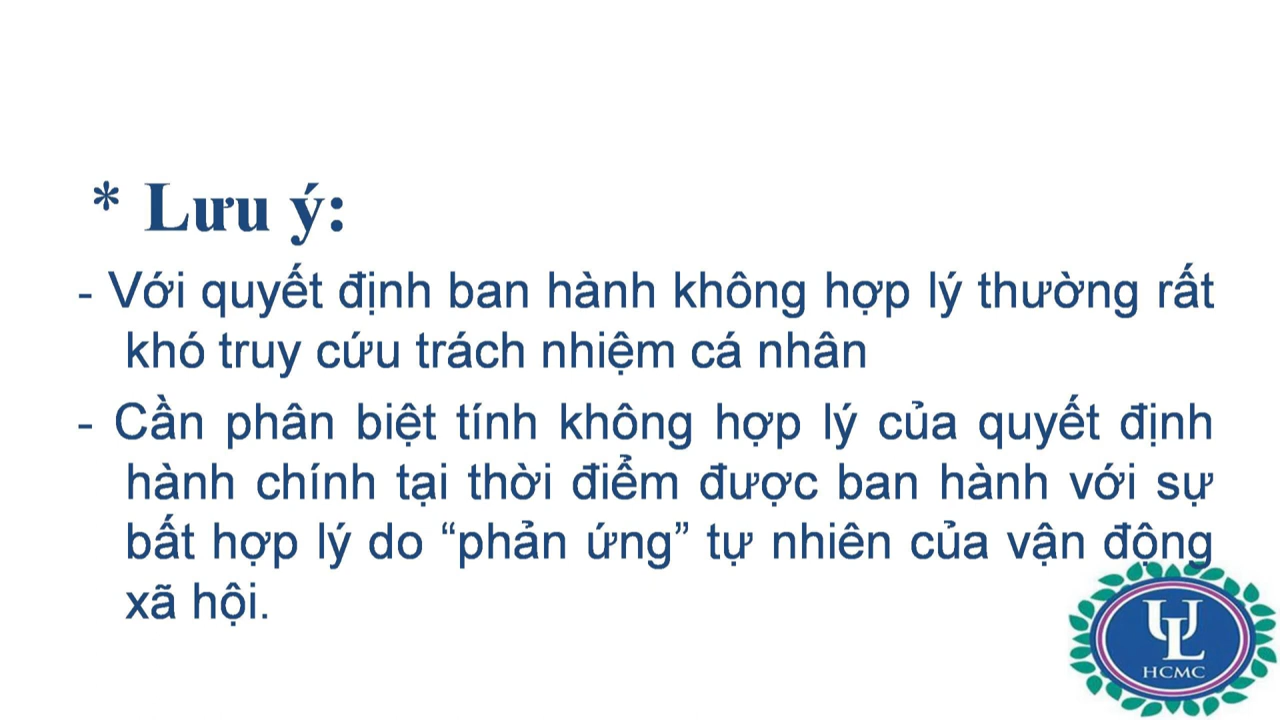 * Lưu ý:
- Với quyết định ban hành không hợp lý thường rất
khó truy cứu trách nhiệm cá nhân
- Cần phân biệt tính không hợp lý của quyết định
hành chính tại thời điểm được ban hành với sự
bất hợp lý do “phản ứng” tự nhiên của vận động
xã hội.
UL
HCMC